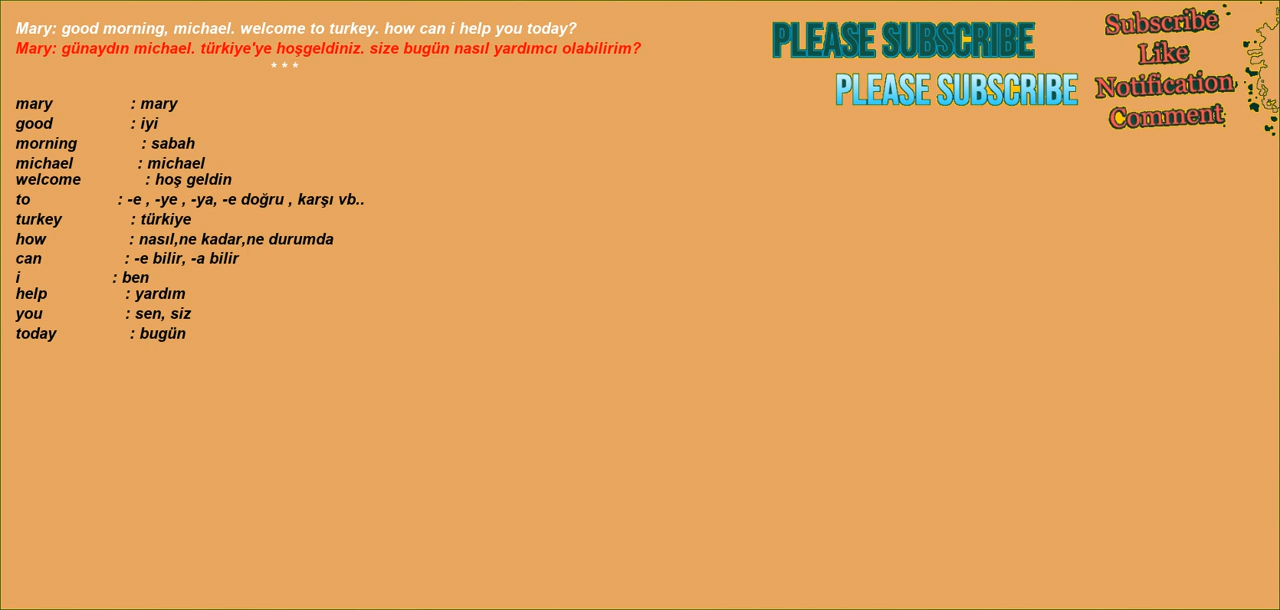 Mary: good morning, michael. welcome to turkey. how can i help you today?
Mary: günaydın michael. türkiye'ye hoşgeldiniz. size bugün nasıl yardımcı olabilirim?
* * *
mary : mary
good : iyi
morning : sabah
michael : michael
welcome : hoş geldin
to : -e , -ye , -ya, -e doğru , karşı vb..
turkey : türkiye
how : nasıl,ne kadar,ne durumda
can : -e bilir, -a bilir
i : ben
help : yardım
you : sen, siz
today : bugün
PLEASE SUBSCRIBE
PLEASE SUBSCRIBE
Subscribe
Like
Notification
Comment